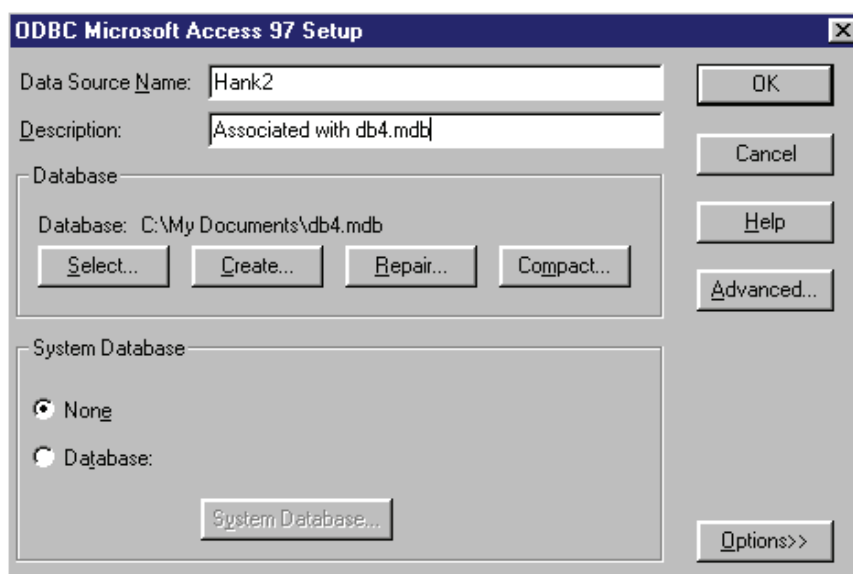 ODBC Microsoft Access 97 Setup
Data Source Name: Hank2
OK
Description: Associated with db4.mdb
Cancel
Database
Database: C:\My Documents\db4.mdb
Help
Select... Create... Repair... Compact...
Advanced...
System Database
None
Database:
System Database...
Options>>